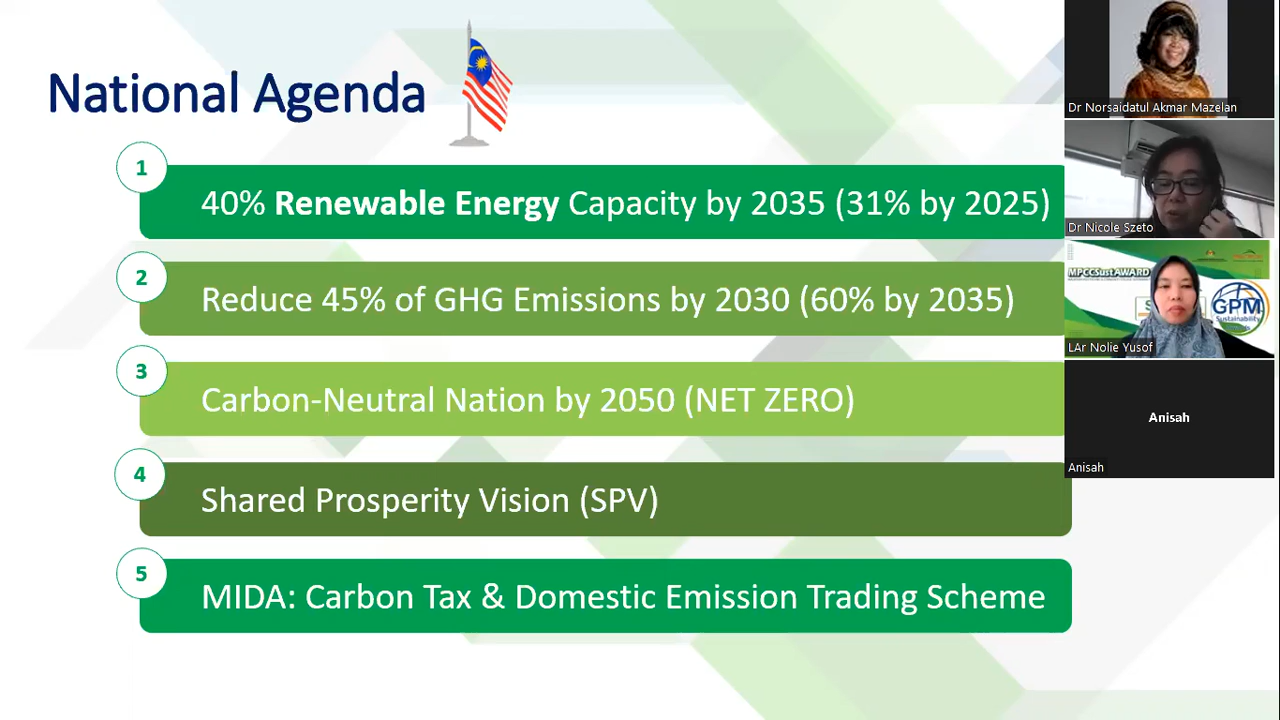 National Agenda
1
40% Renewable Energy Capacity by 2035 (31% by 2025)
2
Reduce 45% of GHG Emissions by 2030 (60% by 2035)
3
Carbon-Neutral Nation by 2050 (NET ZERO)
4
Shared Prosperity Vision (SPV)
5
MIDA: Carbon Tax & Domestic Emission Trading Scheme
Dr Norsaidatul Akmar Mazelan
Dr Nicole Szeto
MPCCSustAWARD
GPM
Sustainability
LAr Nolie Yusof
Anisah
Anisah